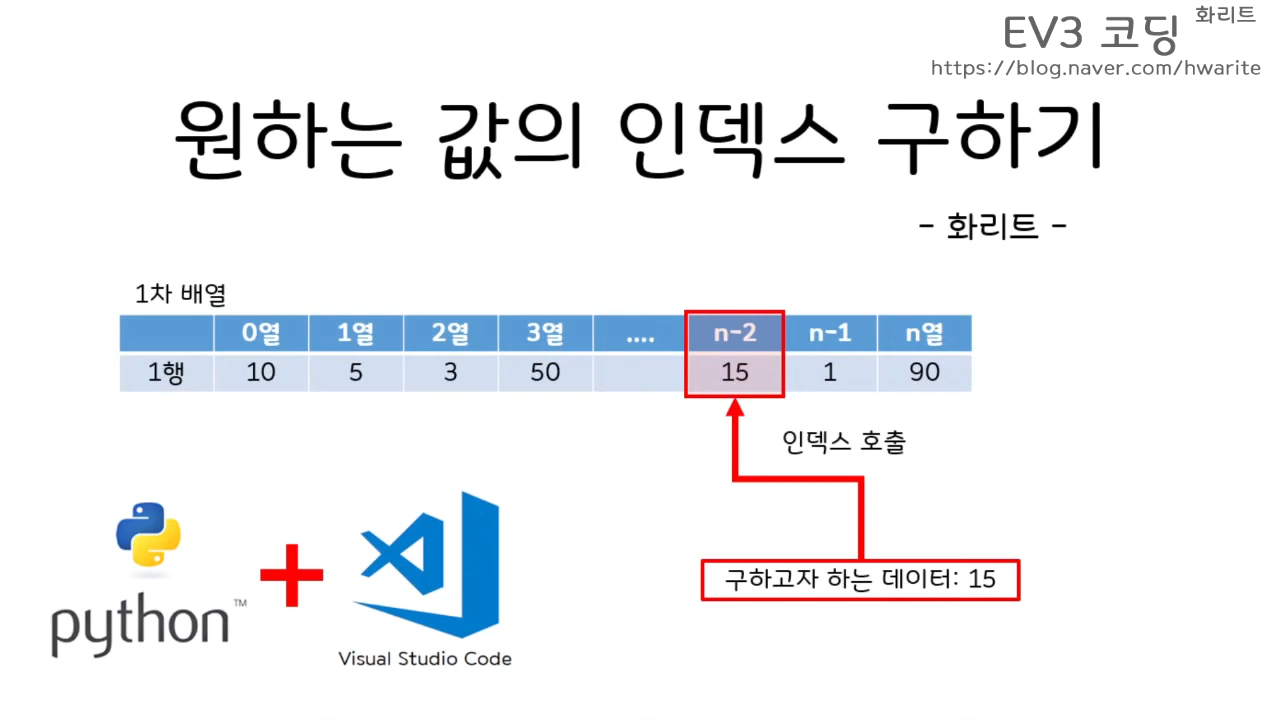 화리트
EV3 코딩
https://blog.naver.com/hwarite
원하는 값의 인덱스 구하기
- 화리트 -
1차 배열
0열 1열 2열 3열 .... n-2 n-1 n열
1행 10 5 3 50 15 1 90
인덱스 호출
구하고자 하는 데이터: 15
python™
Visual Studio Code